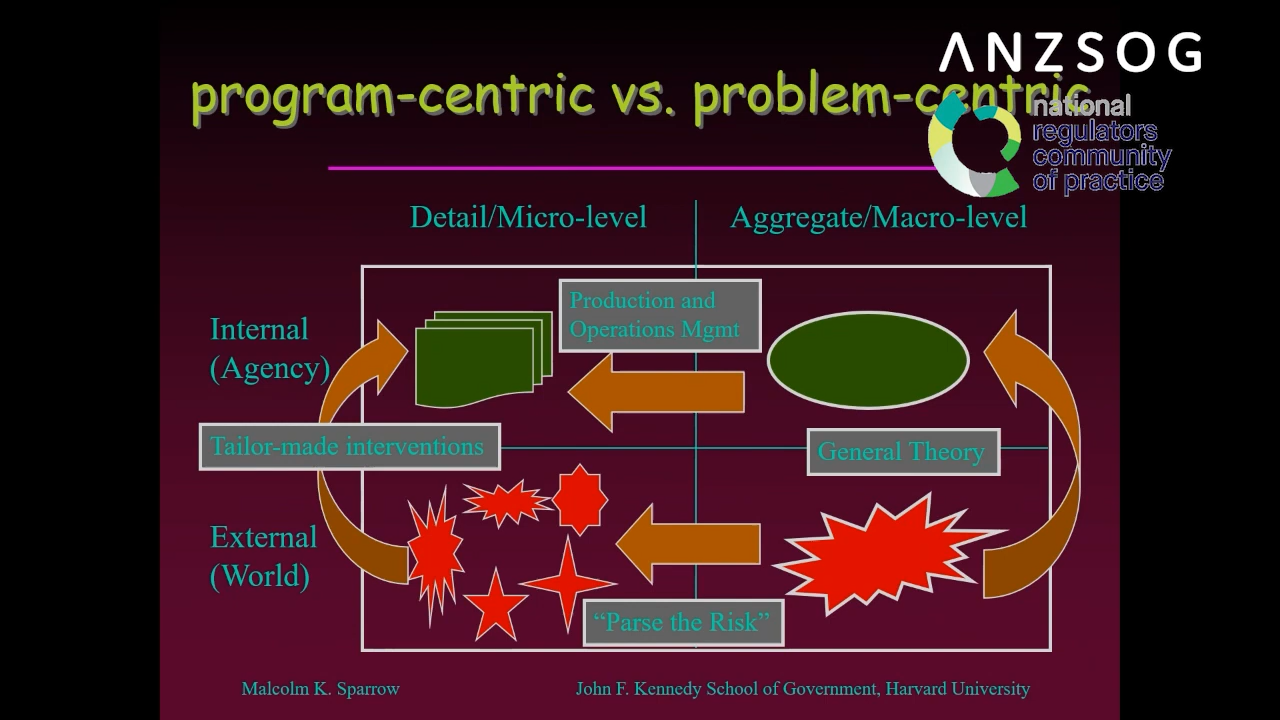 ANZSOG
program-centric vs. problem-centric
national
regulators
community
of practice
Detail/Micro-level
Aggregate/Macro-level
Production and
Operations Mgmt
Internal
(Agency)
Tailor-made interventions
General Theory
External
(World)
“Parse the Risk”
Malcolm K. Sparrow
John F. Kennedy School of Government, Harvard University